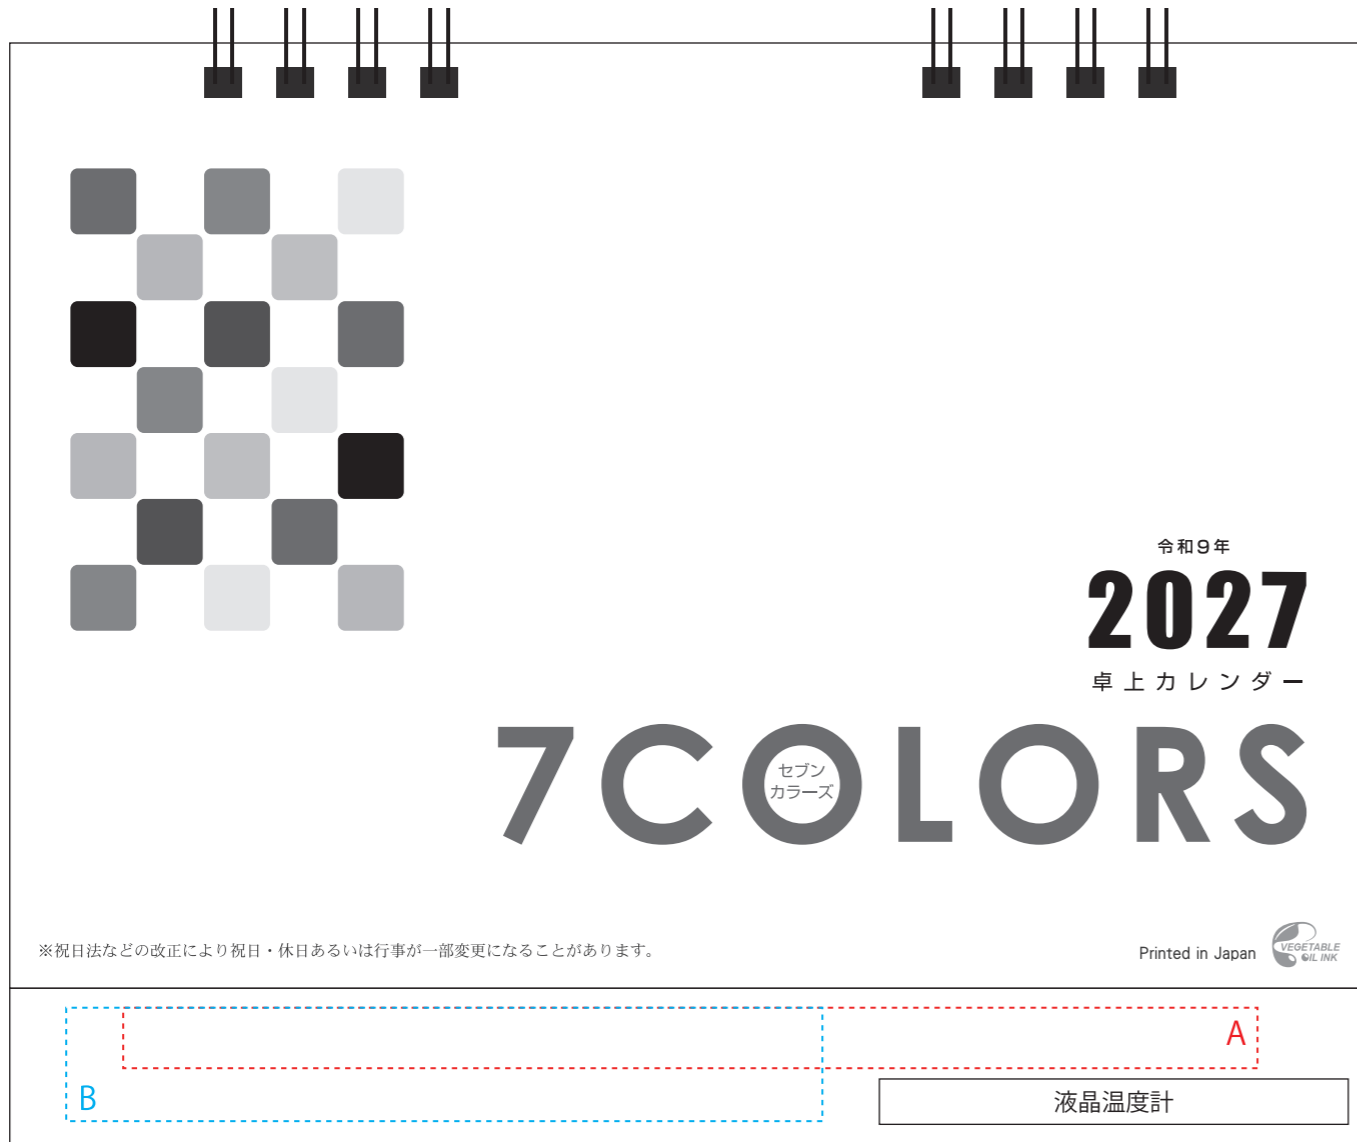 令和9年
2027
卓上カレンダー
7COLORS
セブン
カラーズ
※祝日法などの改正により祝日・休日あるいは行事が一部変更になることがあります。
Printed in Japan
VEGETABLE
OIL INK
A
B
液晶温度計